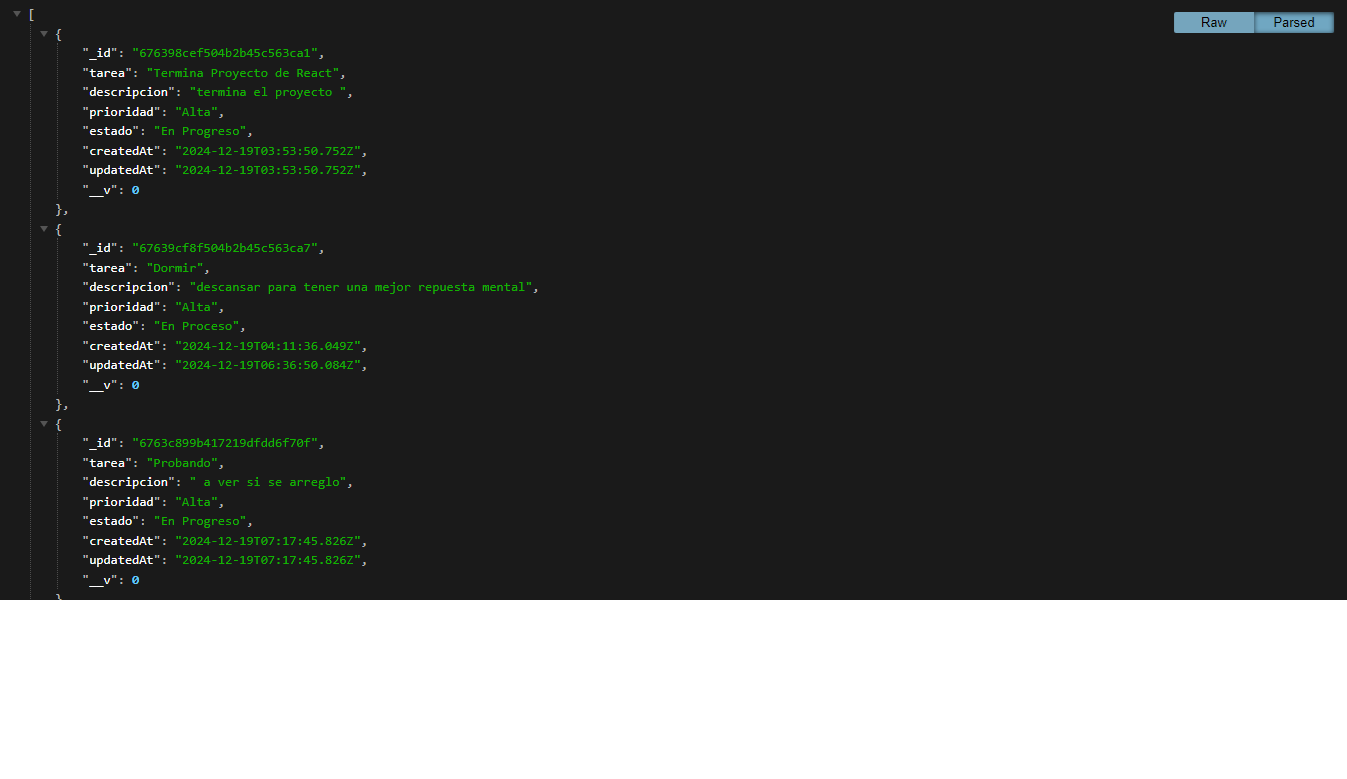 [
Raw Parsed
{
"_id": "676398cef504b2b45c563ca1",
"tarea": "Termina Proyecto de React",
"descripcion": "termina el proyecto ",
"prioridad": "Alta",
"estado": "En Progreso",
"createdAt": "2024-12-19T03:53:50.752Z",
"updatedAt": "2024-12-19T03:53:50.752Z",
"__v": 0
},
{
"_id": "67639cf8f504b2b45c563ca7",
"tarea": "Dormir",
"descripcion": "descansar para tener una mejor repuesta mental",
"prioridad": "Alta",
"estado": "En Proceso",
"createdAt": "2024-12-19T04:11:36.049Z",
"updatedAt": "2024-12-19T06:36:50.084Z",
"__v": 0
},
{
"_id": "6763c899b417219dfdd6f70f",
"tarea": "Probando",
"descripcion": " a ver si se arreglo",
"prioridad": "Alta",
"estado": "En Progreso",
"createdAt": "2024-12-19T07:17:45.826Z",
"updatedAt": "2024-12-19T07:17:45.826Z",
"__v": 0
}